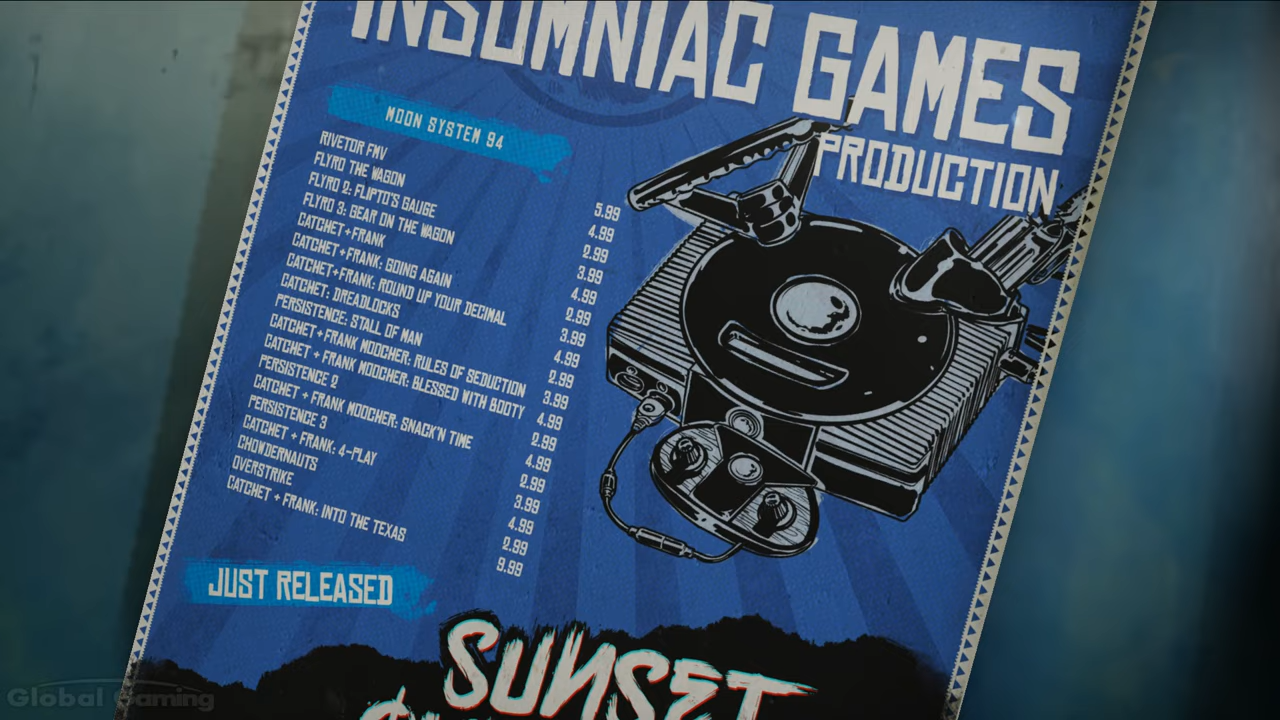 INSOMNIAC GAMES
PRODUCTION
MOON SYSTEM 94
RIVETOR FMV 5.99
FLYRO THE WAGON 4.99
FLYRO 2: FLIPTO'S GAUGE 2.99
FLYRO 3: GEAR ON THE WAGON 3.99
CATCHET+FRANK 4.99
CATCHET+FRANK: GOING AGAIN 2.99
CATCHET+FRANK: ROUND UP YOUR DECIMAL 3.99
CATCHET: DREADLOCKS 4.99
PERSISTENCE: STALL OF MAN 2.99
CATCHET + FRANK MOOCHER: RULES OF SEDUCTION 3.99
CATCHET + FRANK MOOCHER: BLESSED WITH BOOTY 4.99
PERSISTENCE 2 2.99
CATCHET + FRANK MOOCHER: SNACK'N TIME 4.99
PERSISTENCE 3 2.99
CATCHET + FRANK: 4-PLAY 3.99
CHOWDERNAUTS 4.99
OVERSTRIKE 2.99
CATCHET + FRANK: INTO THE TEXAS 9.99
JUST RELEASED
SUNSET
Global Gaming